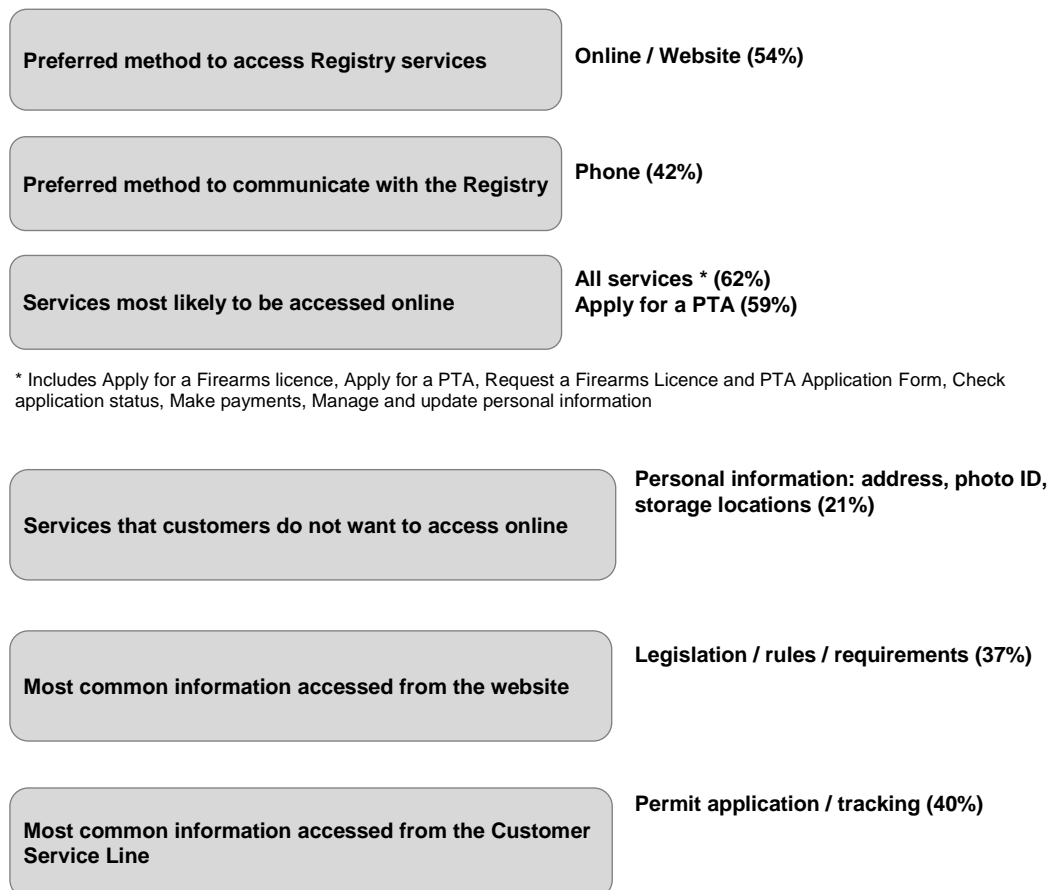 Preferred method to access Registry services
Online / Website (54%)
Preferred method to communicate with the Registry
Phone (42%)
Services most likely to be accessed online
All services * (62%)
Apply for a PTA (59%)
* Includes Apply for a Firearms licence, Apply for a PTA, Request a Firearms Licence and PTA Application Form, Check
application status, Make payments, Manage and update personal information
Services that customers do not want to access online
Personal information: address, photo ID,
storage locations (21%)
Most common information accessed from the website
Legislation / rules / requirements (37%)
Most common information accessed from the Customer
Service Line
Permit application / tracking (40%)